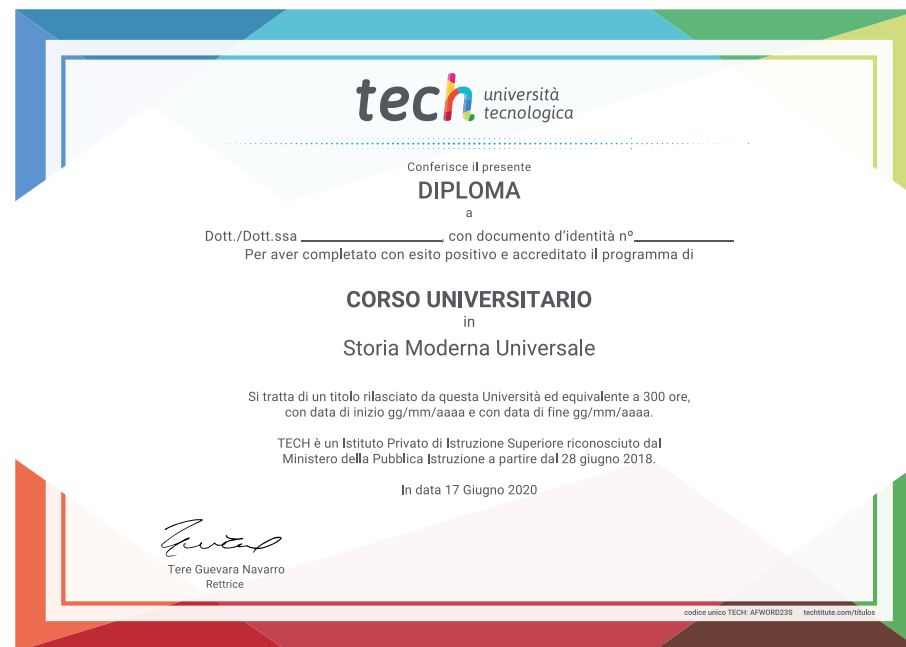 tech università
tecnologica
Conferisce il presente
DIPLOMA
a
Dott./Dott.ssa ____________, con documento d'identità nº_________
Per aver completato con esito positivo e accreditato il programma di
CORSO UNIVERSITARIO
in
Storia Moderna Universale
Si tratta di un titolo rilasciato da questa Università ed equivalente a 300 ore,
con data di inizio gg/mm/aaaa e con data di fine gg/mm/aaaa.
TECH è un Istituto Privato di Istruzione Superiore riconosciuto dal
Ministero della Pubblica Istruzione a partire dal 28 giugno 2018.
In data 17 Giugno 2020
Tere Guevara Navarro
Rettrice
codice unico TECH: AFWORD23S techtitute.com/títulos